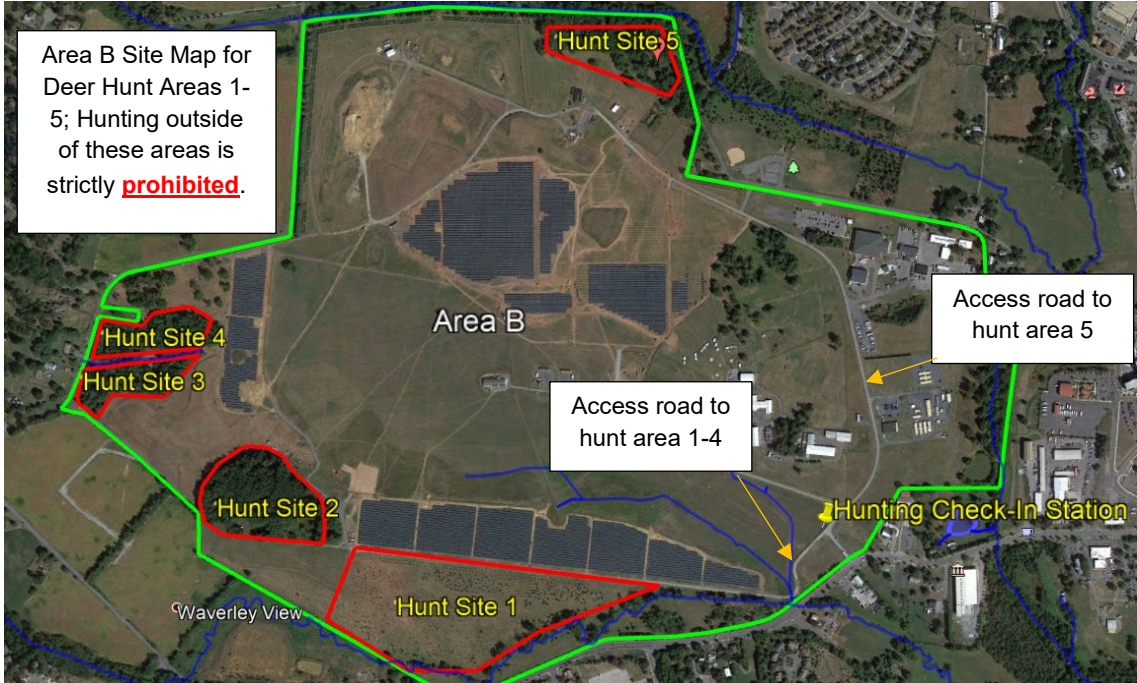 Area B Site Map for
Deer Hunt Areas 1-
5; Hunting outside
of these areas is
strictly prohibited.
Hunt Site 5
Area B
Hunt Site 4
Hunt Site 3
Access road to
hunt area 5
Access road to
hunt area 1-4
Hunt Site 2
Hunting Check-In Station
Hunt Site 1
Waverley View